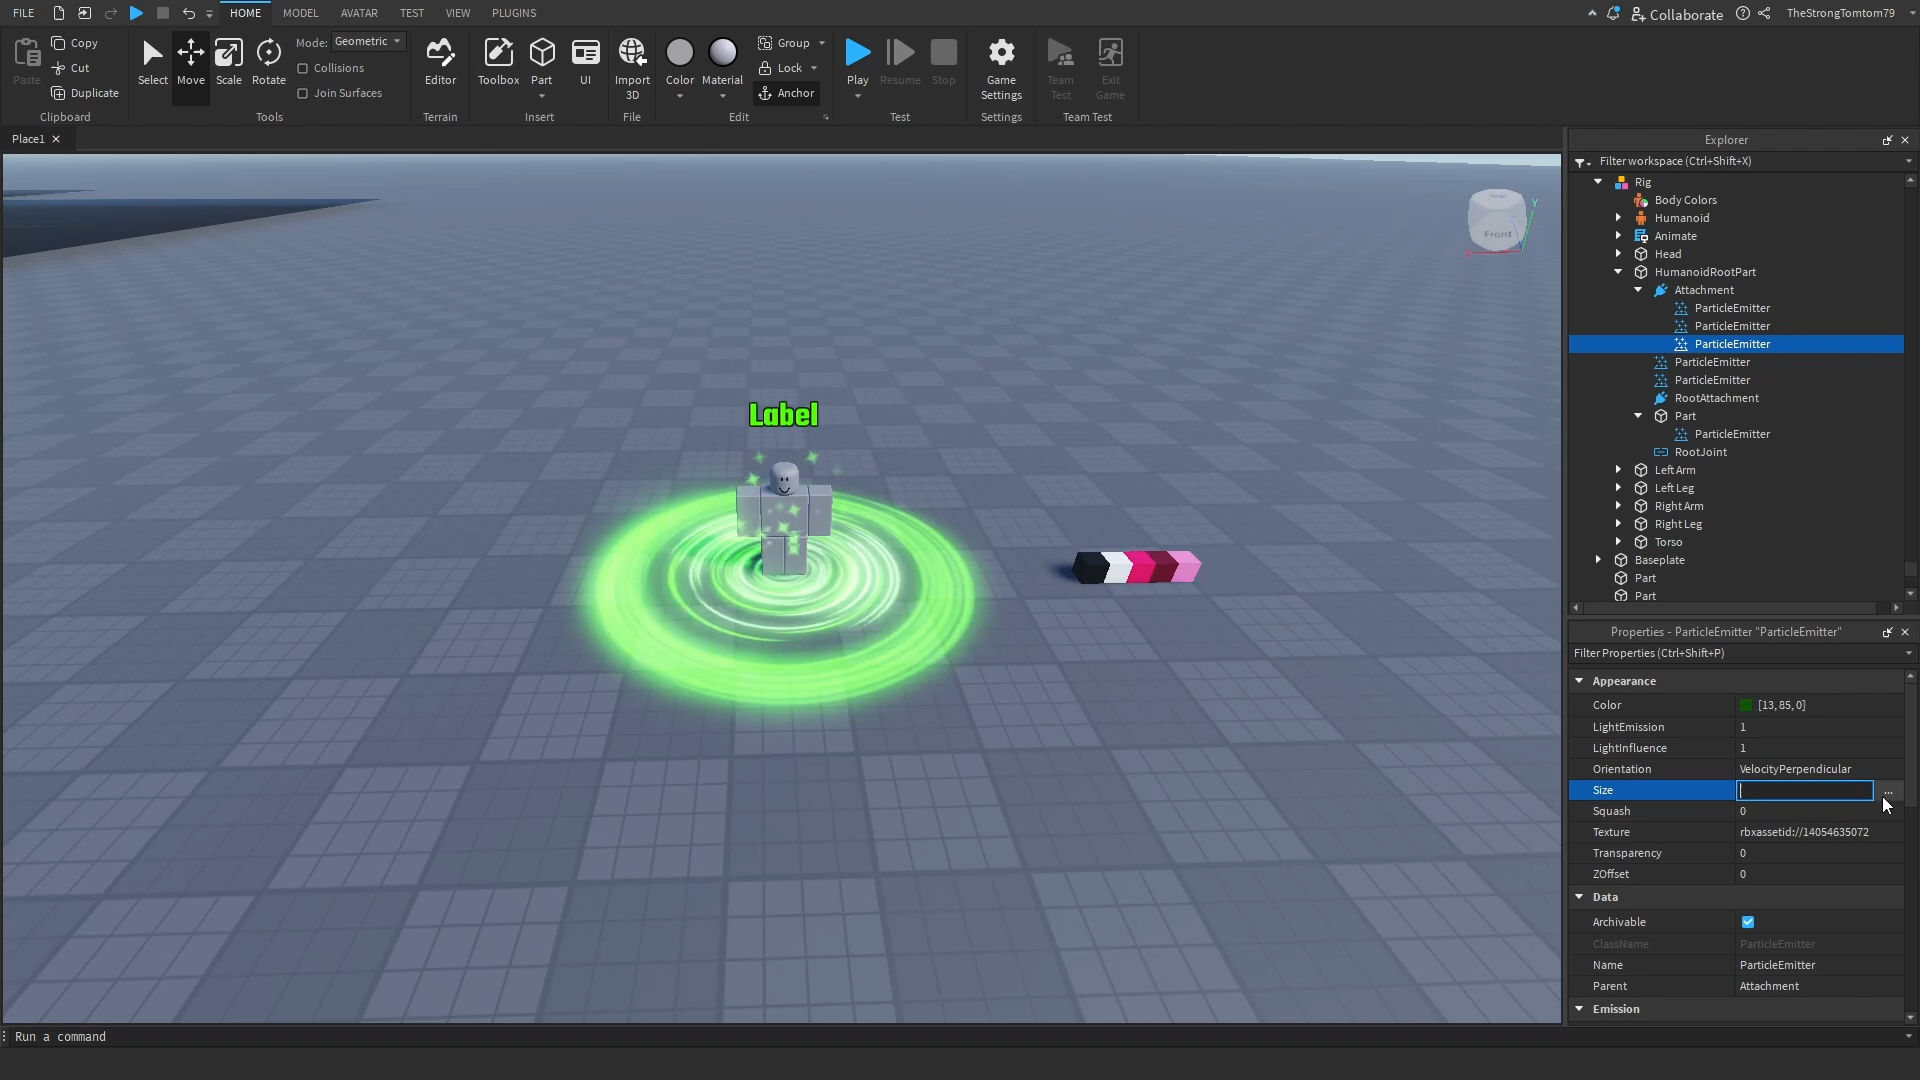 FILE
HOME
MODEL
AVATAR
TEST
VIEW
PLUGINS
Collaborate
TheStrongTomtom79
Paste
Copy
Cut
Duplicate
Clipboard
Select
Move
Scale
Rotate
Mode: Geometric
Collisions
Join Surfaces
Tools
Editor
Terrain
Toolbox
Part
UI
Insert
Import
3D
File
Color
Material
Group
Lock
Anchor
Edit
Play
Resume
Stop
Test
Game
Settings
Settings
Team
Test
Exit
Game
Team Test
Place1
Label
Front
Y
Explorer
Filter workspace (Ctrl+Shift+X)
Rig
Body Colors
Humanoid
Animate
Head
HumanoidRootPart
Attachment
ParticleEmitter
ParticleEmitter
ParticleEmitter
ParticleEmitter
ParticleEmitter
RootAttachment
Part
ParticleEmitter
RootJoint
Left Arm
Left Leg
Right Arm
Right Leg
Torso
Baseplate
Part
Part
Properties - ParticleEmitter "ParticleEmitter"
Filter Properties (Ctrl+Shift+P)
Appearance
Color [13, 85, 0]
LightEmission 1
LightInfluence 1
Orientation VelocityPerpendicular
Size ...
Squash 0
Texture rbxassetid://14054635072
Transparency 0
ZOffset 0
Data
Archivable
ClassName ParticleEmitter
Name ParticleEmitter
Parent Attachment
Emission
Run a command